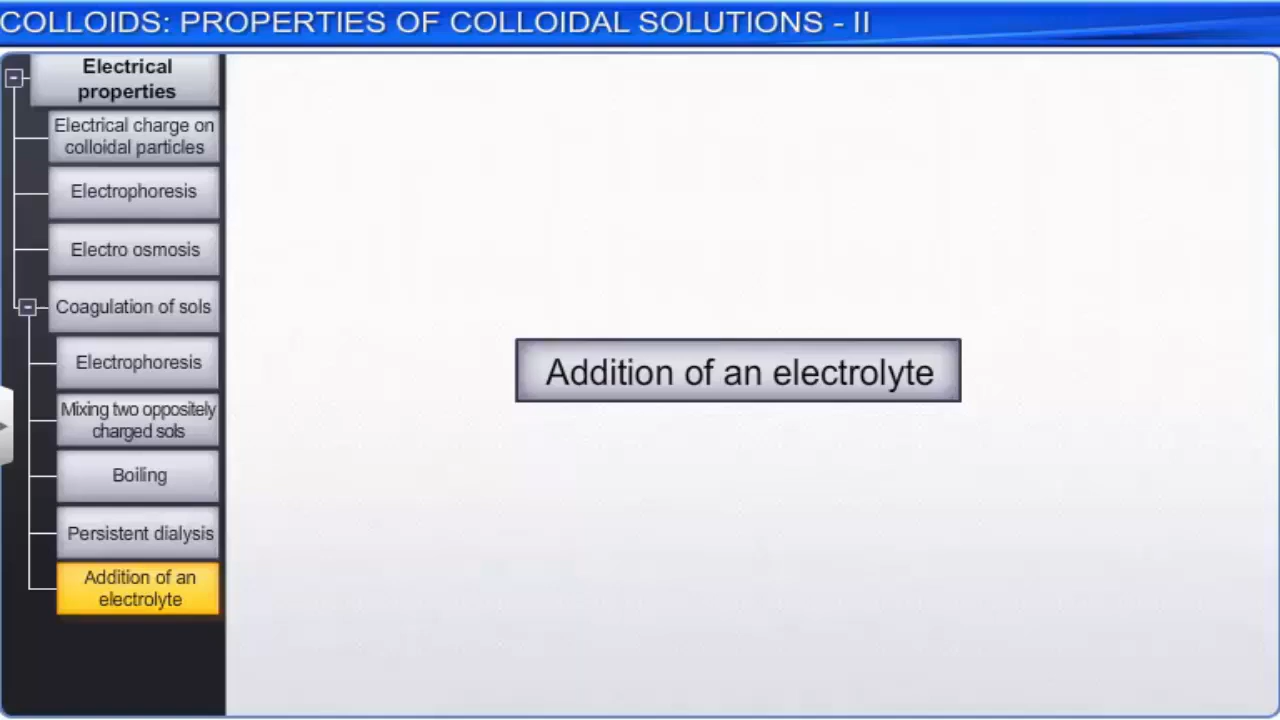 COLLOIDS: PROPERTIES OF COLLOIDAL SOLUTIONS - II
Electrical
properties
Electrical charge on
colloidal particles
Electrophoresis
Electro osmosis
Coagulation of sols
Electrophoresis
Mixing two oppositely
charged sols
Boiling
Persistent dialysis
Addition of an
electrolyte
Addition of an electrolyte